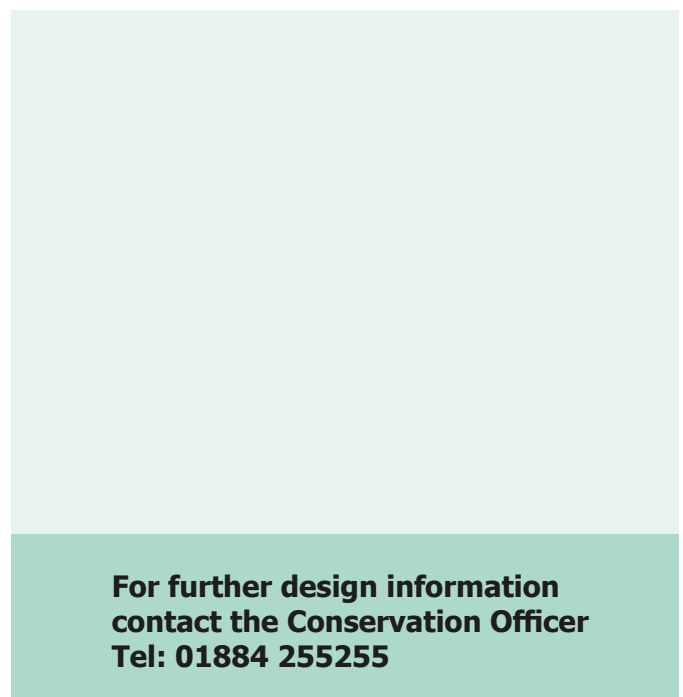 For further design information
contact the Conservation Officer
Tel: 01884 255255